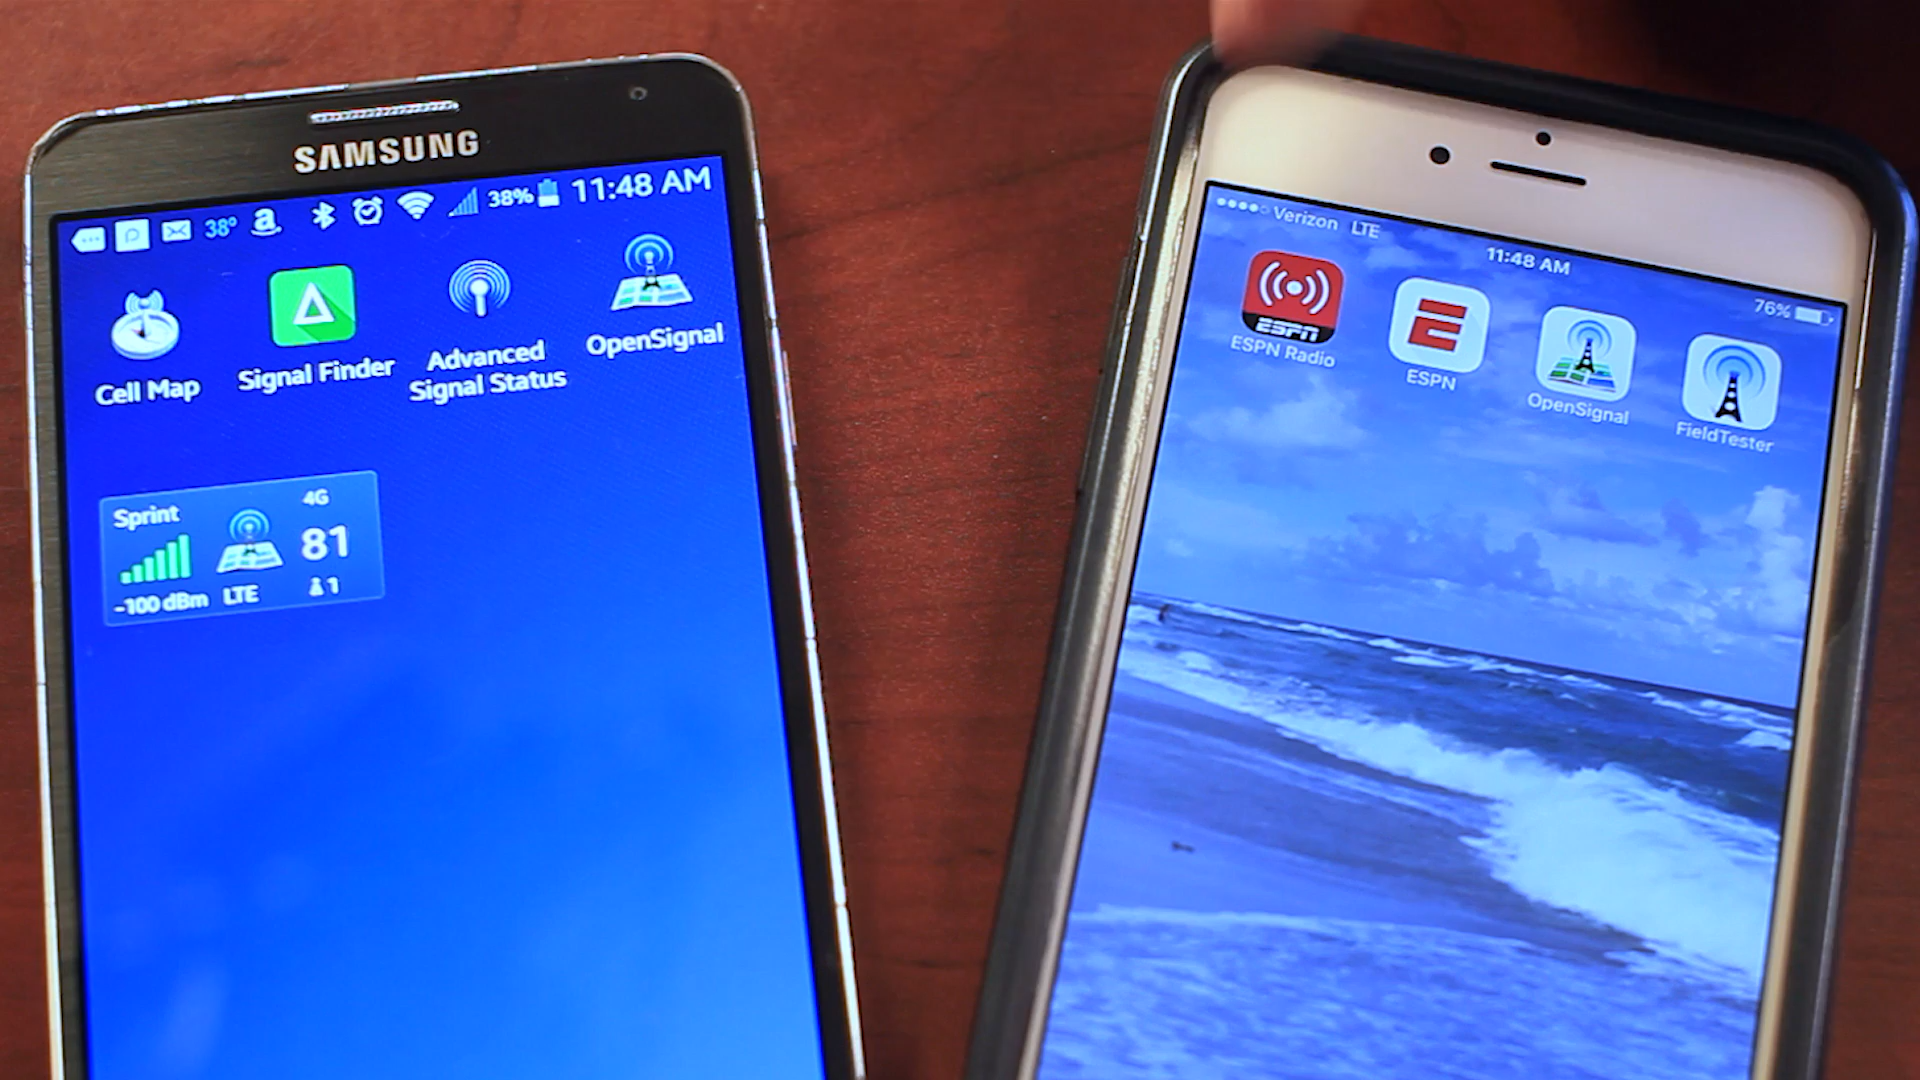 SAMSUNG
38° a 38% 11:48 AM
Cell Map
Signal Finder
Advanced
Signal Status
OpenSignal
Sprint
4G
81
-100 dBm
LTE
1
Verizon LTE
11:48 AM
76%
ESPN
ESPN Radio
E
ESPN
OpenSignal
FieldTester